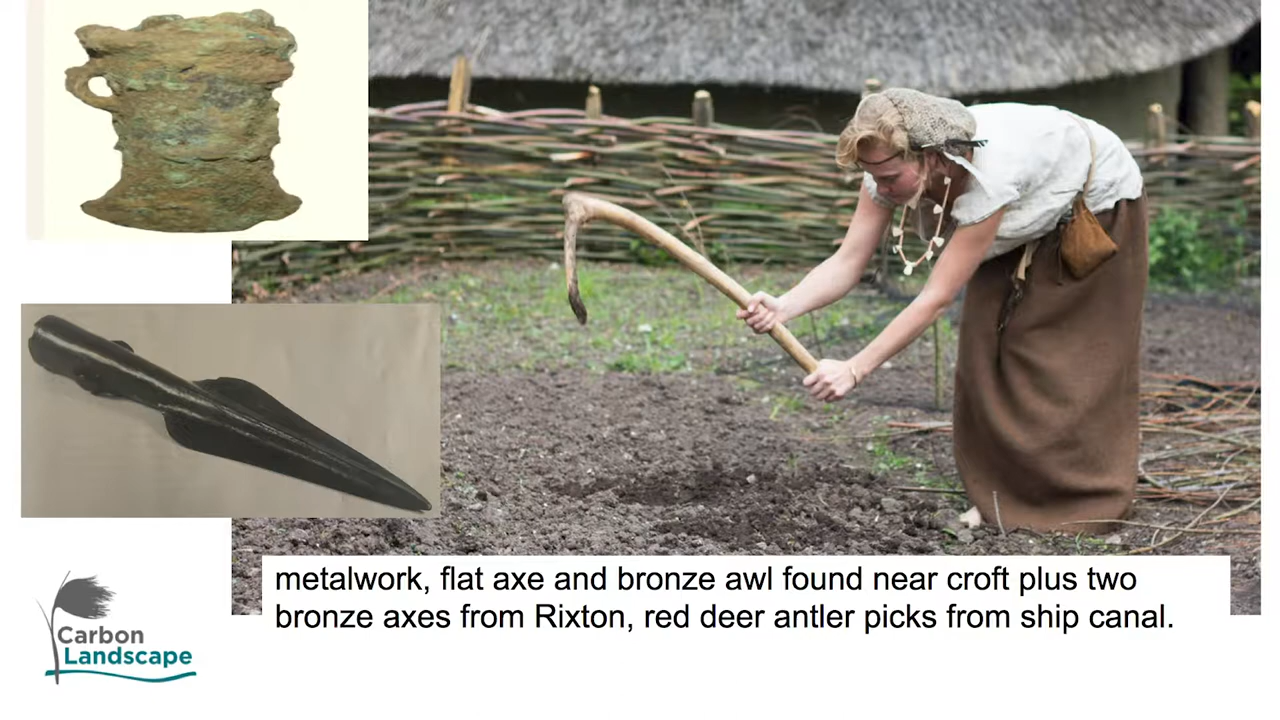 metalwork, flat axe and bronze awl found near croft plus two
bronze axes from Rixton, red deer antler picks from ship canal.
Carbon
Landscape